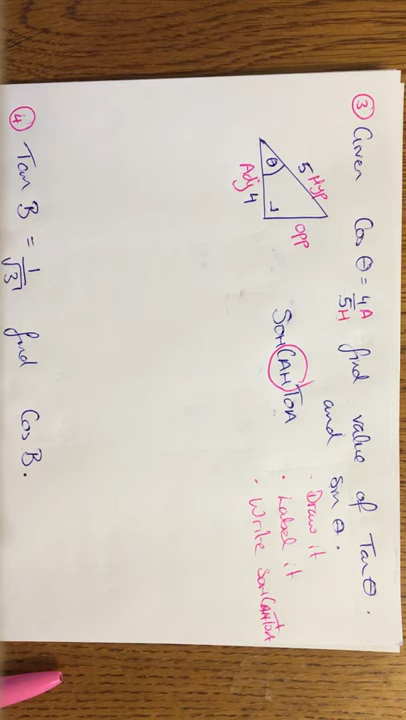 ③ Given Cos θ = 4A/5H find value of Tan θ.
and Sin θ.
5 Hyp
θ
Adj 4
opp
SOHCAHTOA
· Draw it
· Label it
· Write SOHCAHTOA
④ Tan B = 1/√3 find Cos B.